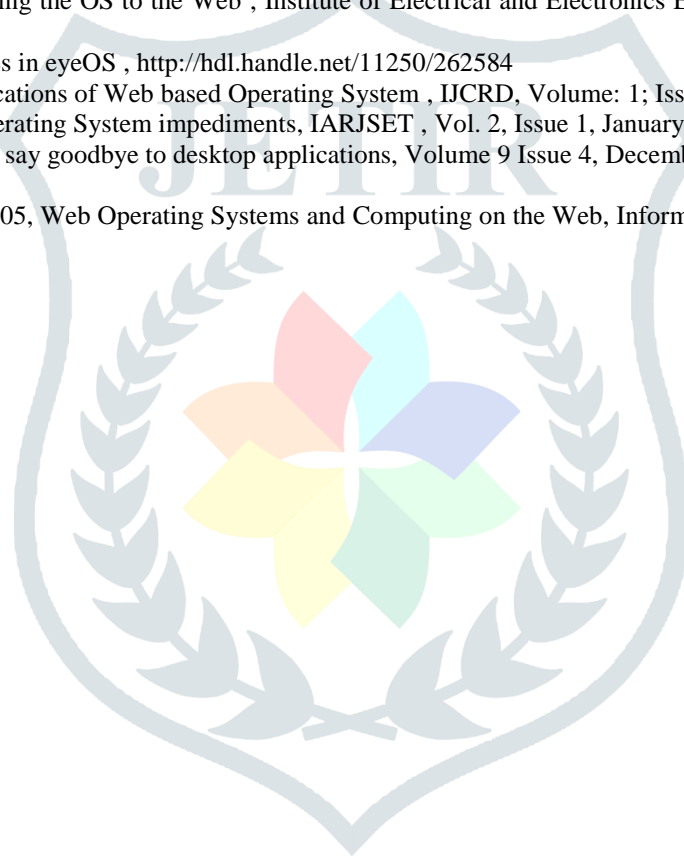 ing the OS to the Web , Institute of Electrical and Electronics E
s in eyeOS , http://hdl.handle.net/11250/262584
cations of Web based Operating System , IJCRD, Volume: 1; Iss
erating System impediments, IARJSET , Vol. 2, Issue 1, January
say goodbye to desktop applications, Volume 9 Issue 4, Decemb
05, Web Operating Systems and Computing on the Web, Inform
JETIR